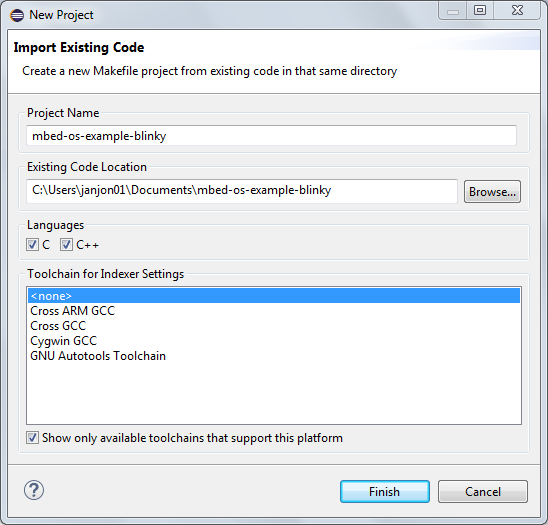 New Project
Import Existing Code
Create a new Makefile project from existing code in that same directory
Project Name
mbed-os-example-blinky
Existing Code Location
C:\Users\janjon01\Documents\mbed-os-example-blinky
Browse...
Languages
C C++
Toolchain for Indexer Settings
<none>
Cross ARM GCC
Cross GCC
Cygwin GCC
GNU Autotools Toolchain
Show only available toolchains that support this platform
?
Finish Cancel